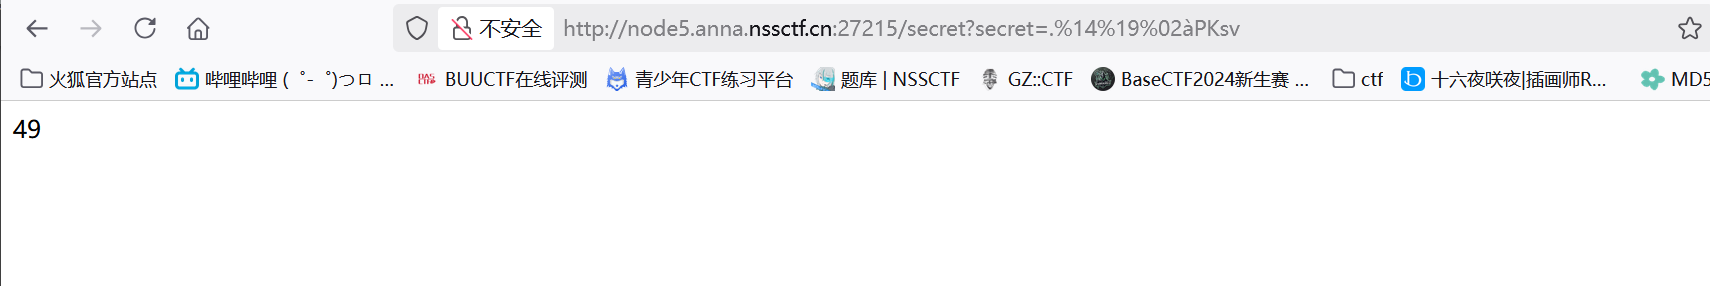 不安全 http://node5.anna.nssctf.cn:27215/secret?secret=.%14%19%02àPKsv
火狐官方站点 哔哩哔哩 ( ゜- ゜)つロ ... BUUCTF在线评测 青少年CTF练习平台 题库 | NSSCTF GZ::CTF BaseCTF2024新生赛 ... ctf 十六夜咲夜|插画师R... MD5
49